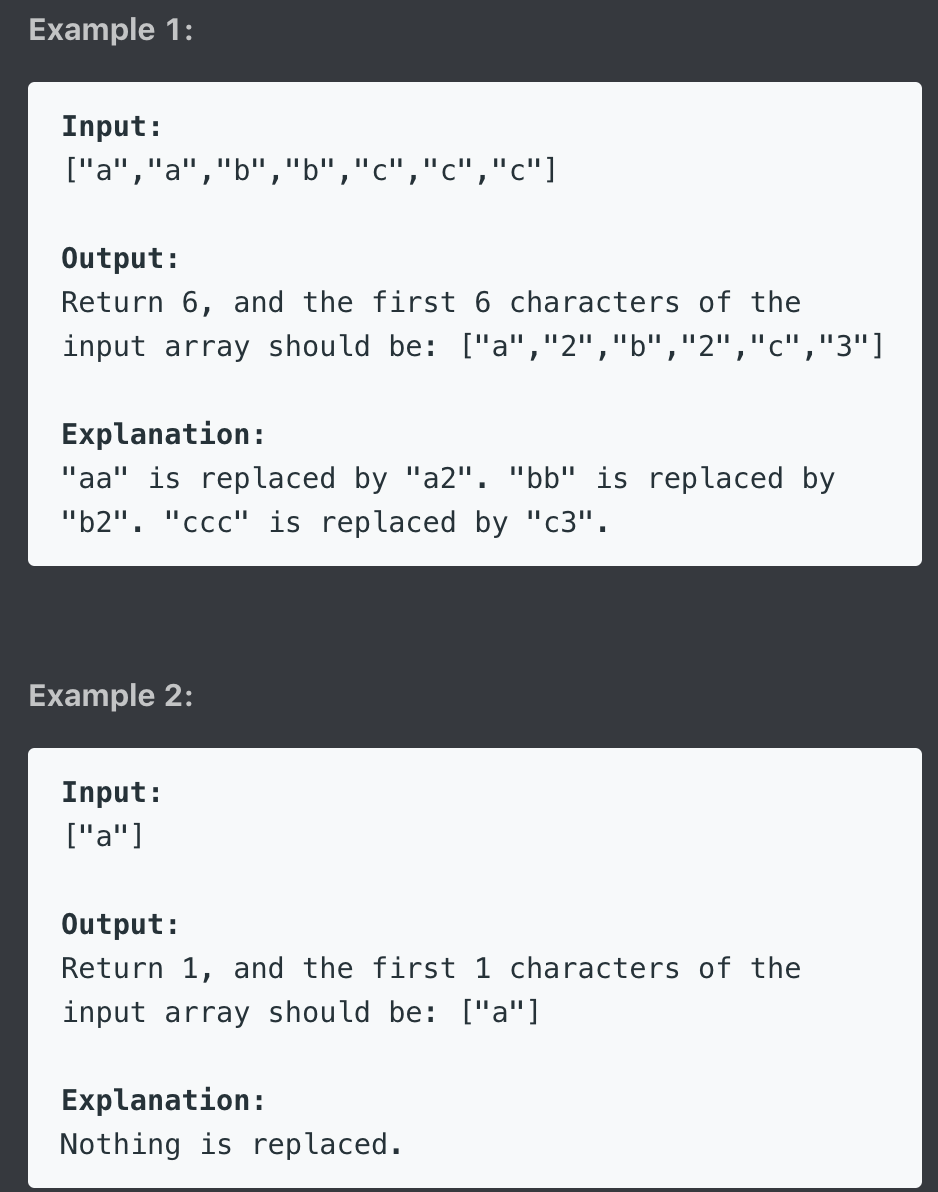 Example 1:
Input:
["a","a","b","b","c","c","c"]
Output:
Return 6, and the first 6 characters of the
input array should be: ["a","2","b","2","c","3"]
Explanation:
"aa" is replaced by "a2". "bb" is replaced by
"b2". "ccc" is replaced by "c3".
Example 2:
Input:
["a"]
Output:
Return 1, and the first 1 characters of the
input array should be: ["a"]
Explanation:
Nothing is replaced.